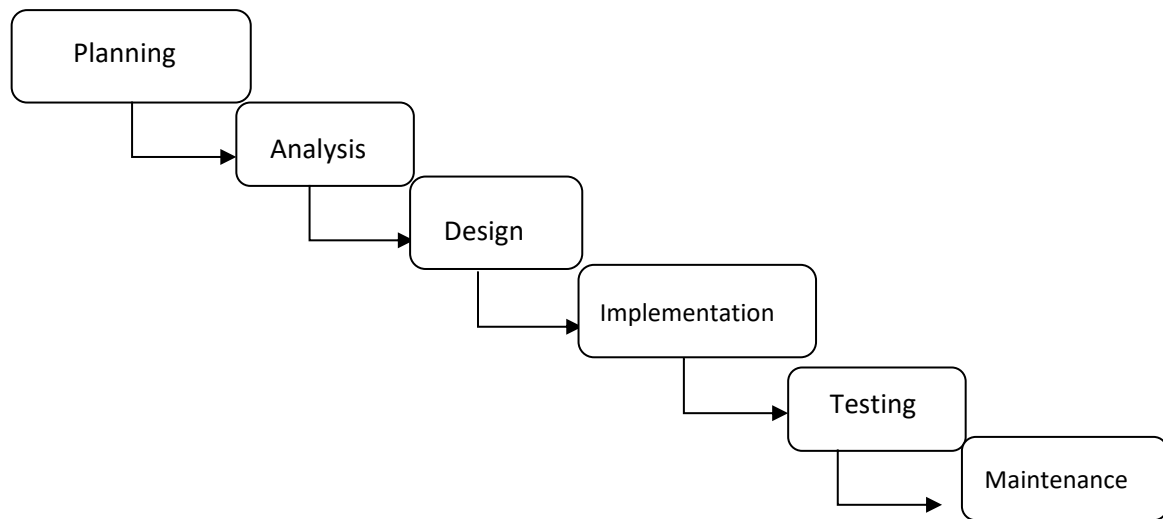 Planning
Analysis
Design
Implementation
Testing
Maintenance